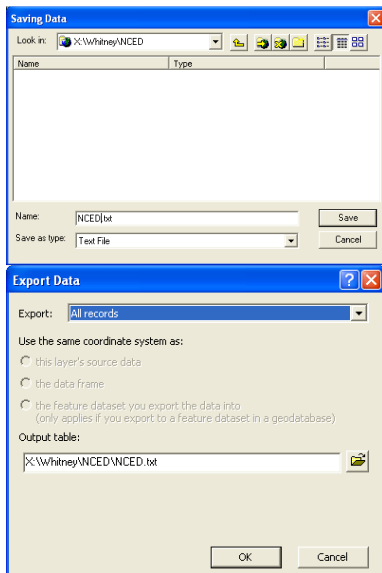 Saving Data
Look in: X:\Whitney\NCED
Name Type
Name: NCED.txt Save
Save as type: Text File Cancel
Export Data
Export: All records
Use the same coordinate system as:
this layer's source data
the data frame
the feature dataset you export the data into
(only applies if you export to a feature dataset in a geodatabase)
Output table:
X:\Whitney\NCED\NCED.txt
OK Cancel